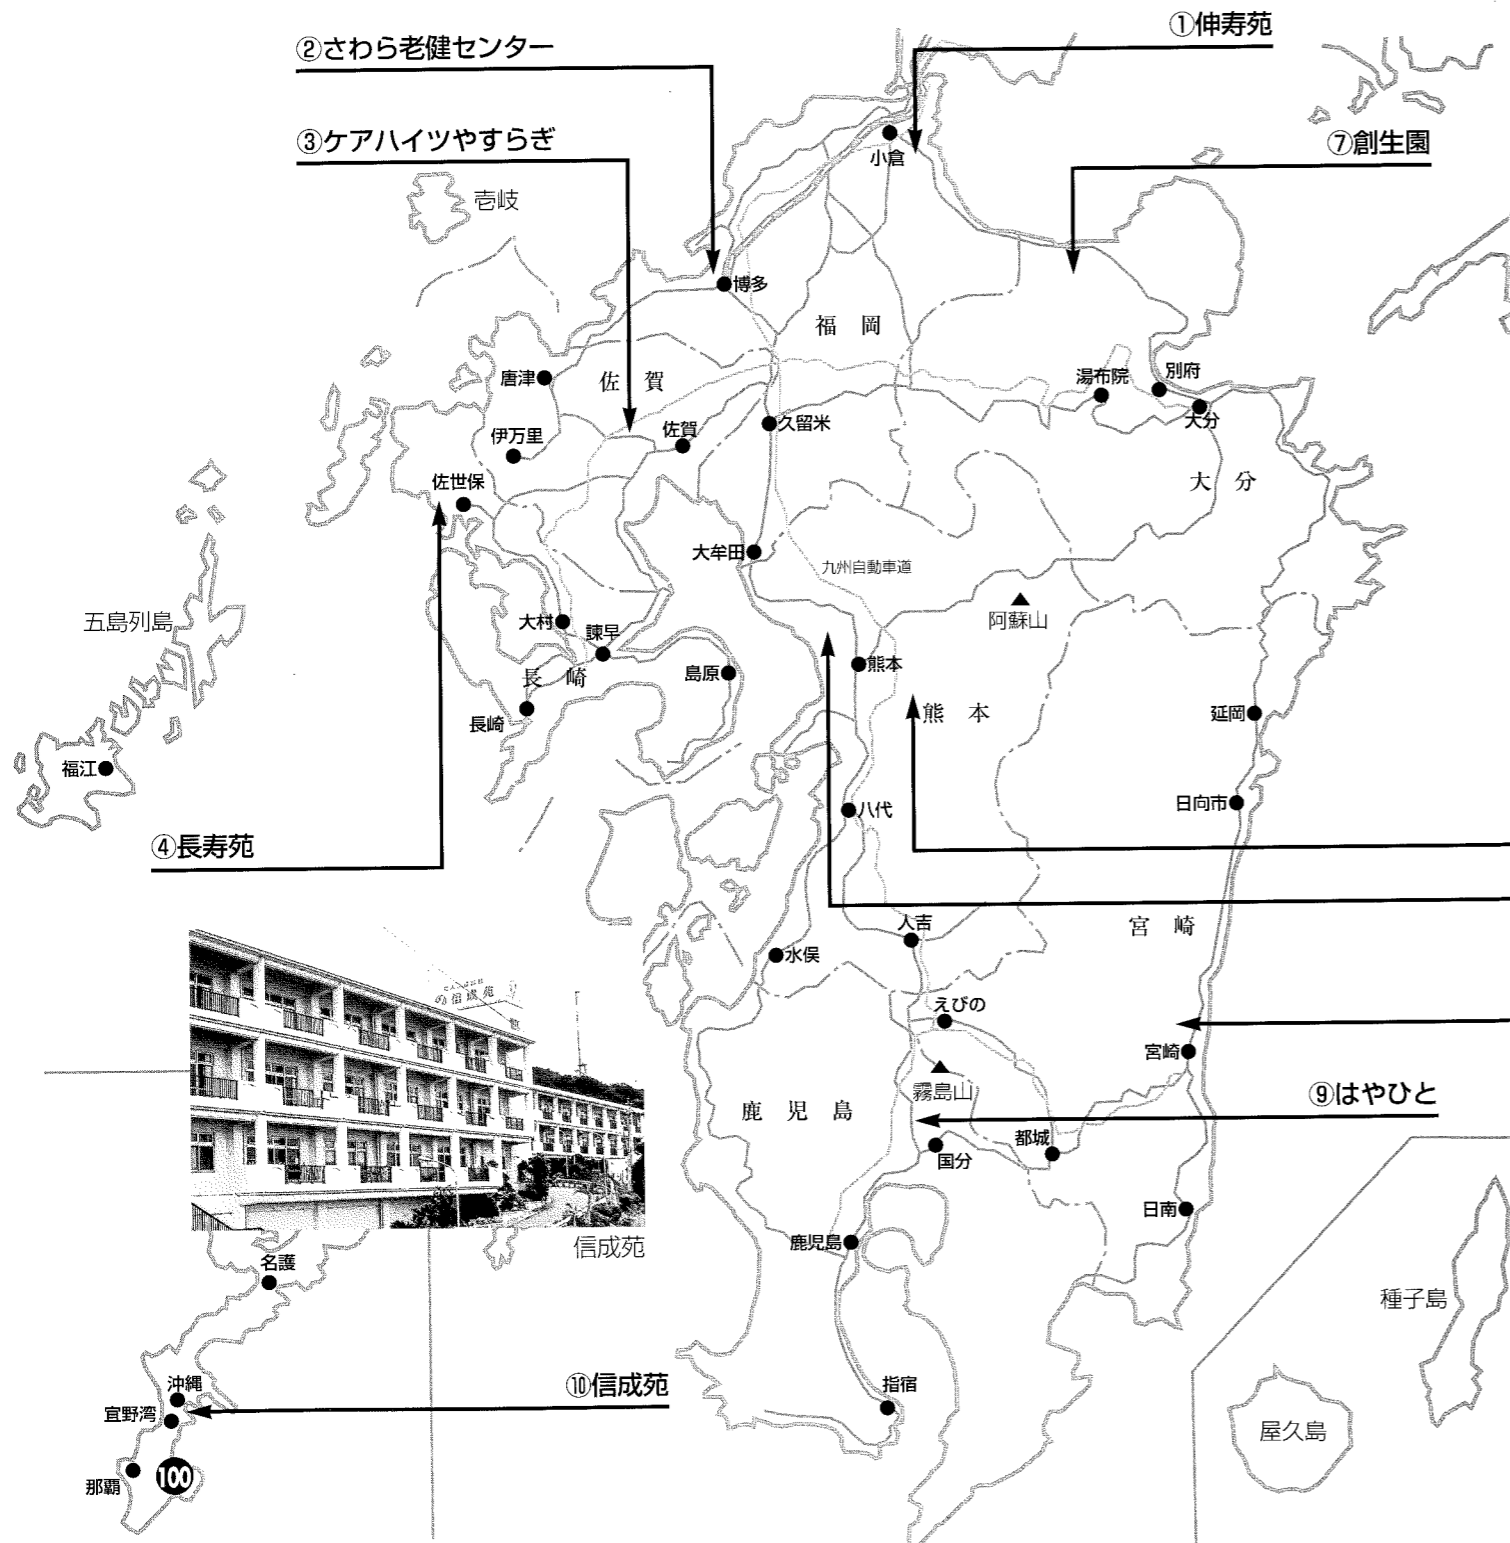 ①伸寿苑
②さわら老健センター
③ケアハイツやすらぎ
⑦創生園
小倉
壱岐
博多
福岡
唐津
佐賀
湯布院
別府
大分
伊万里
佐賀
久留米
佐世保
大分
大牟田
九州自動車道
阿蘇山
五島列島
大村
諫早
長崎
島原
熊本
長崎
熊本
延岡
福江
日向市
八代
④長寿苑
人吉
宮崎
水俣
の信成苑
えびの
宮崎
霧島山
鹿児島
⑨はやひと
都城
国分
日南
鹿児島
信成苑
名護
種子島
沖縄
⑩信成苑
指宿
宜野湾
屋久島
那覇
100